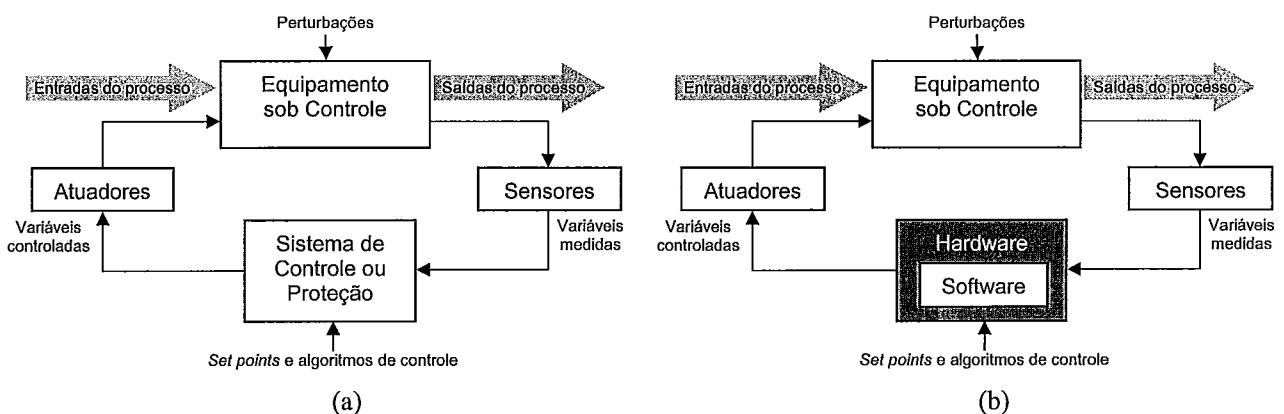 Perturbações
Entradas do processo
Equipamento
sob Controle
Saídas do processo
Atuadores
Sensores
Variáveis
controladas
Variáveis
medidas
Sistema de
Controle ou
Proteção
Set points e algoritmos de controle
(a)
Perturbações
Entradas do processo
Equipamento
sob Controle
Saídas do processo
Atuadores
Sensores
Variáveis
controladas
Variáveis
medidas
Hardware
Software
Set points e algoritmos de controle
(b)